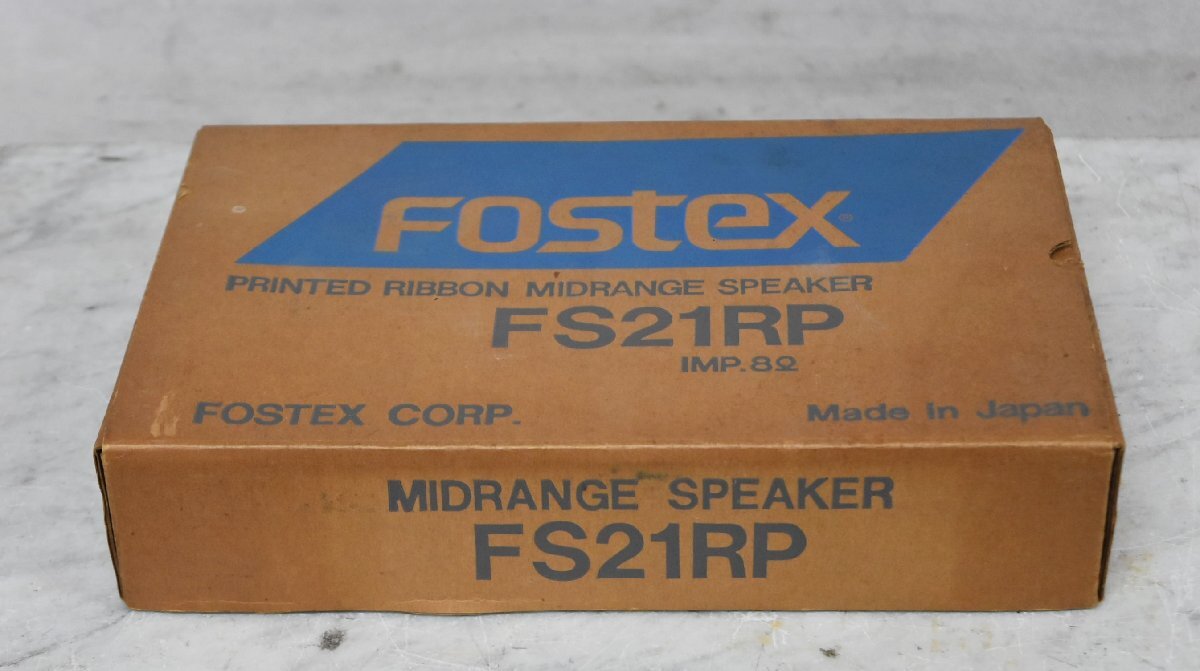 FOSTEX®
PRINTED RIBBON MIDRANGE SPEAKER
FS21RP
IMP.8Ω
FOSTEX CORP.
Made in Japan
MIDRANGE SPEAKER
FS21RP